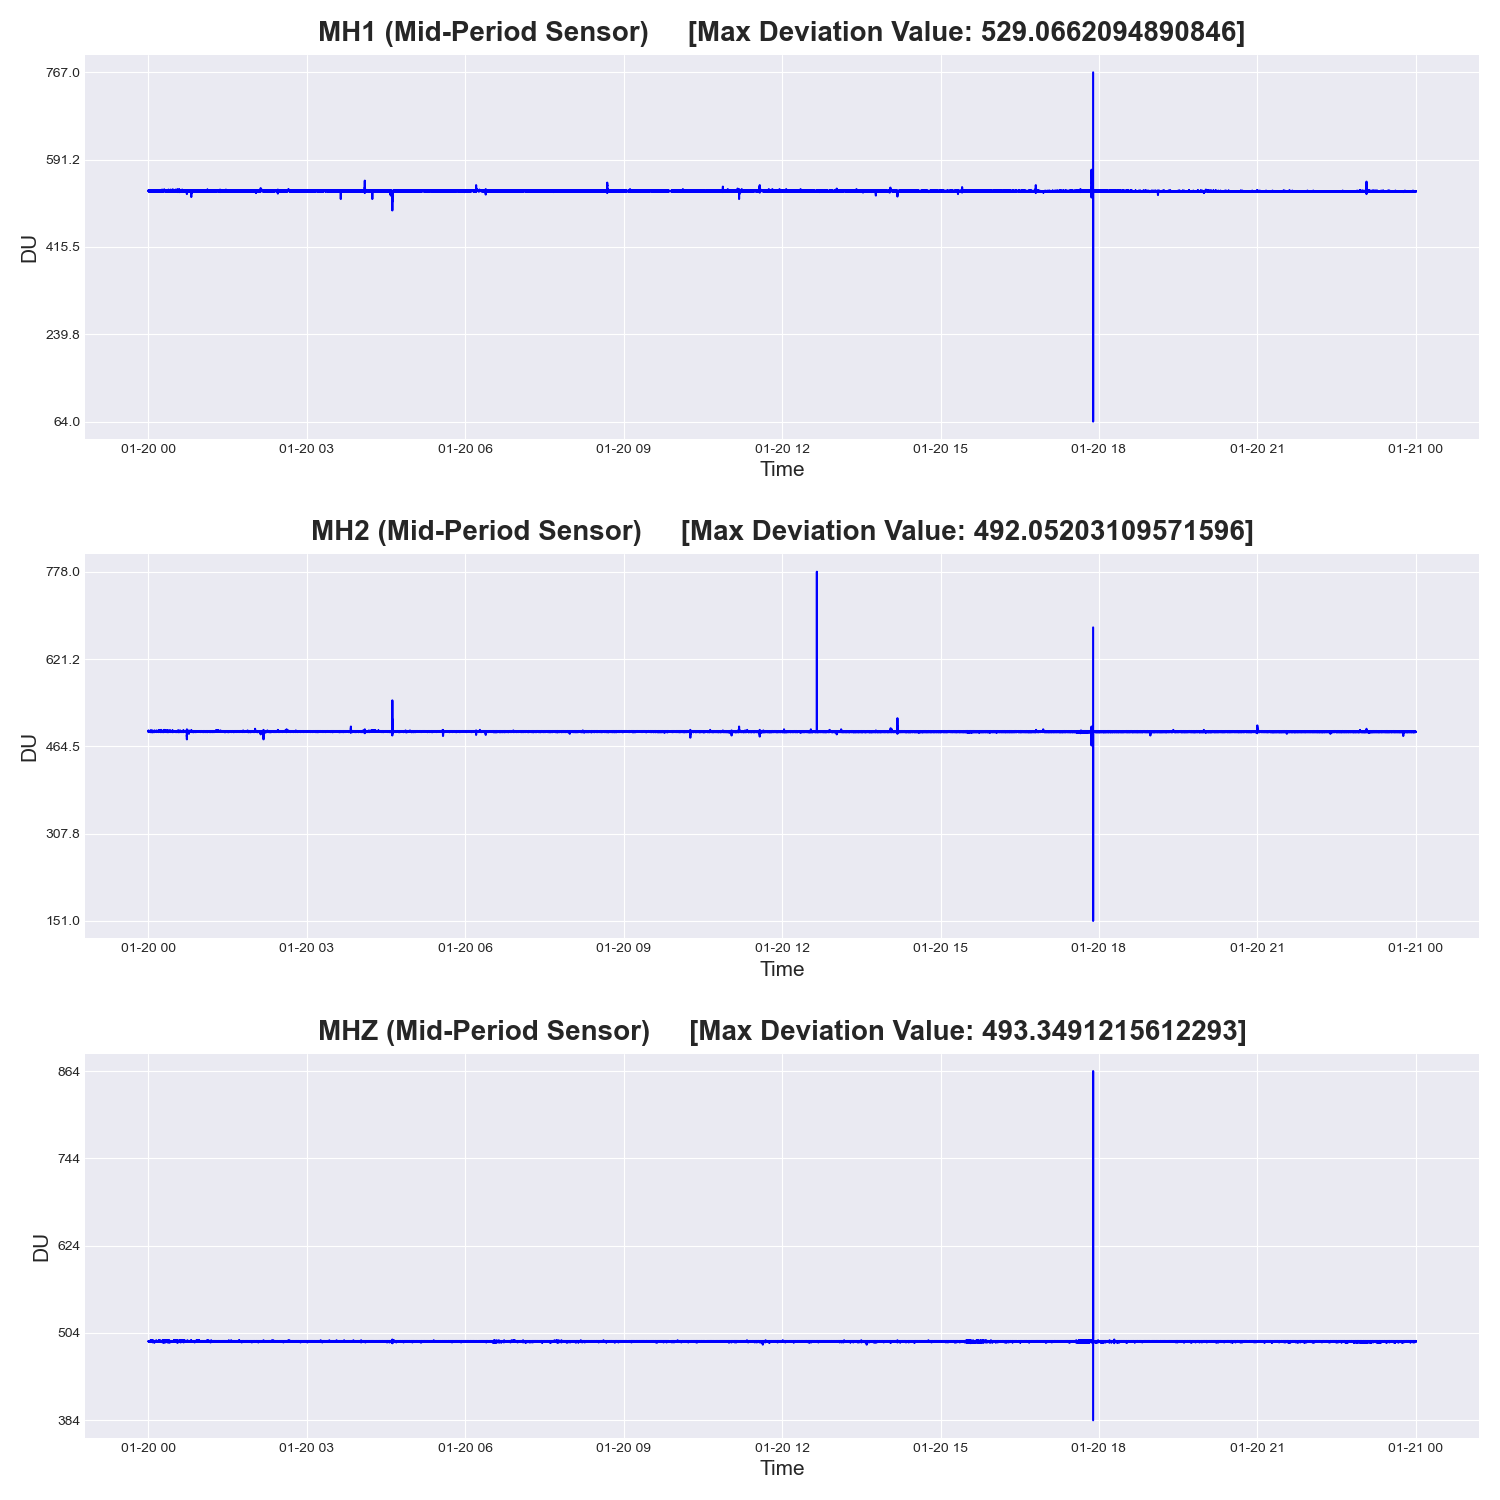 MH1 (Mid-Period Sensor) [Max Deviation Value: 529.0662094890846]
767.0
591.2
415.5
239.8
64.0
DU
01-20 00 01-20 03 01-20 06 01-20 09 01-20 12 01-20 15 01-20 18 01-20 21 01-21 00
Time
MH2 (Mid-Period Sensor) [Max Deviation Value: 492.05203109571596]
778.0
621.2
464.5
307.8
151.0
DU
01-20 00 01-20 03 01-20 06 01-20 09 01-20 12 01-20 15 01-20 18 01-20 21 01-21 00
Time
MHZ (Mid-Period Sensor) [Max Deviation Value: 493.3491215612293]
864
744
624
504
384
DU
01-20 00 01-20 03 01-20 06 01-20 09 01-20 12 01-20 15 01-20 18 01-20 21 01-21 00
Time